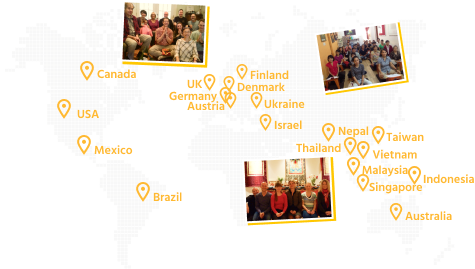 Canada
Finland
UK
Denmark
Germany
Austria
Ukraine
USA
Israel
Nepal
Taiwan
Mexico
Thailand
Vietnam
Malaysia
Indonesia
Singapore
Brazil
Australia